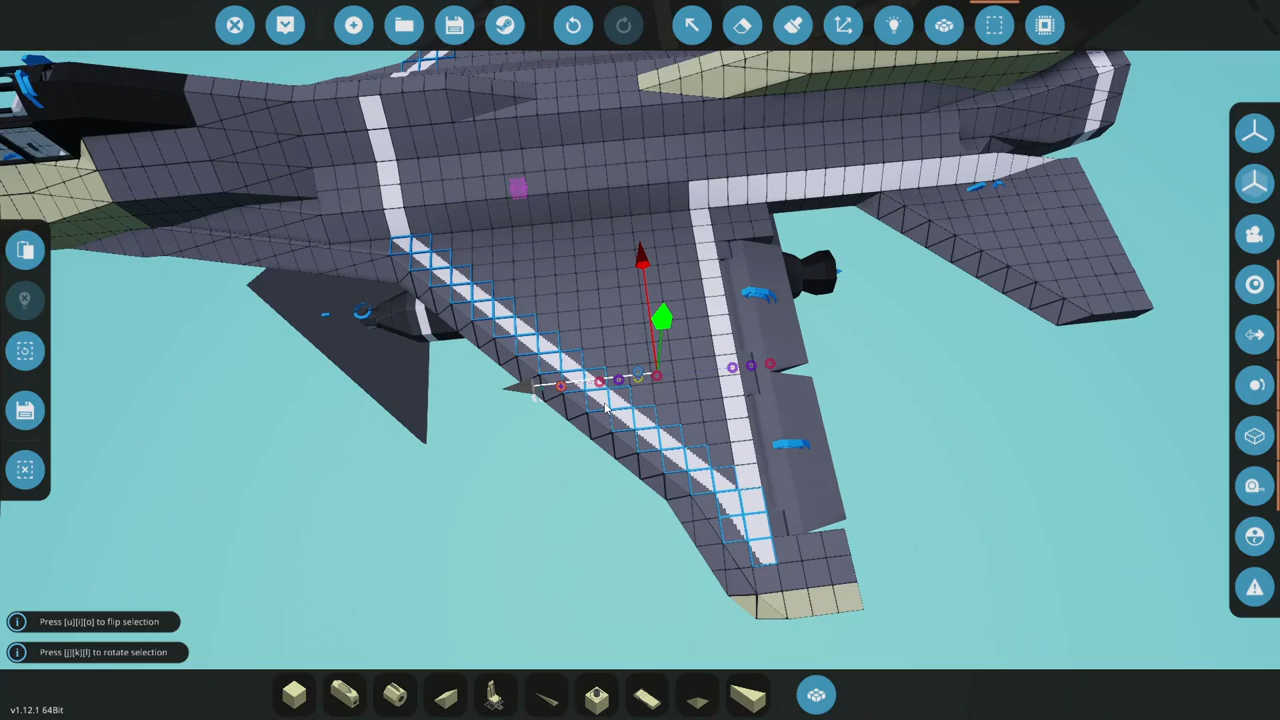 Press [u][i][o] to flip selection
Press [j][k][l] to rotate selection
v1.12.1 64Bit